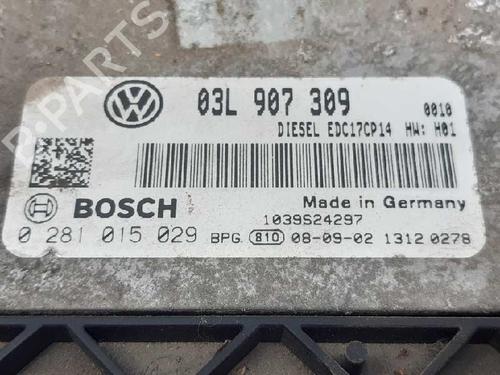 03L 907 309
0010
DIESEL EDC17CP14 HW: H01
BOSCH
Made in Germany
1039S24297
0 281 015 029 BPG 810 08-09-02 1312 0278
B-PARTS